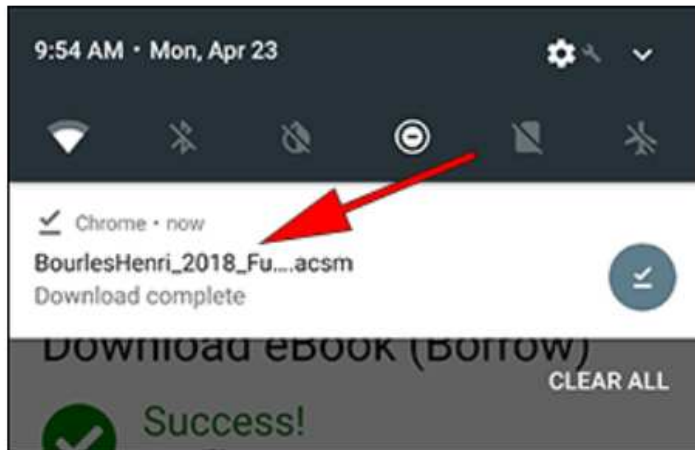 9:54 AM • Mon, Apr 23
Chrome • now
BourlesHenri_2018_Fu....acsm
Download complete
Download eBook (Borrow)
CLEAR ALL
Success!